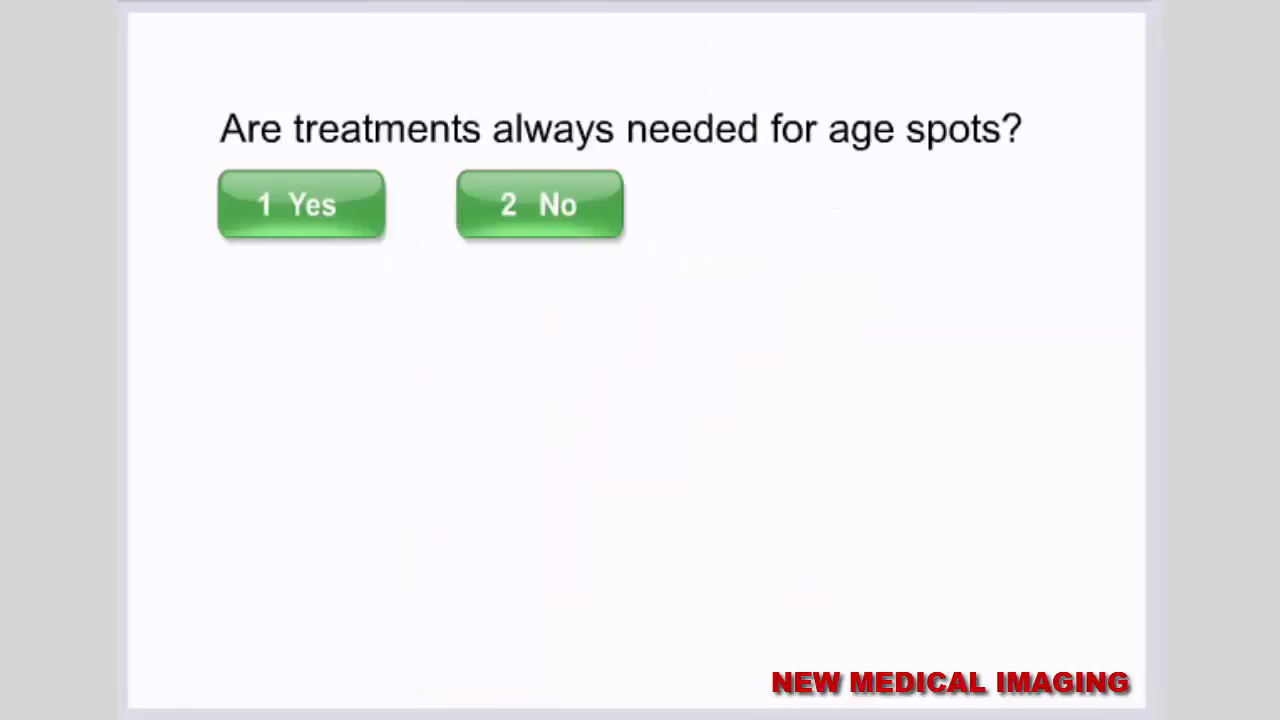 Are treatments always needed for age spots?
1 Yes
2 No
NEW MEDICAL IMAGING